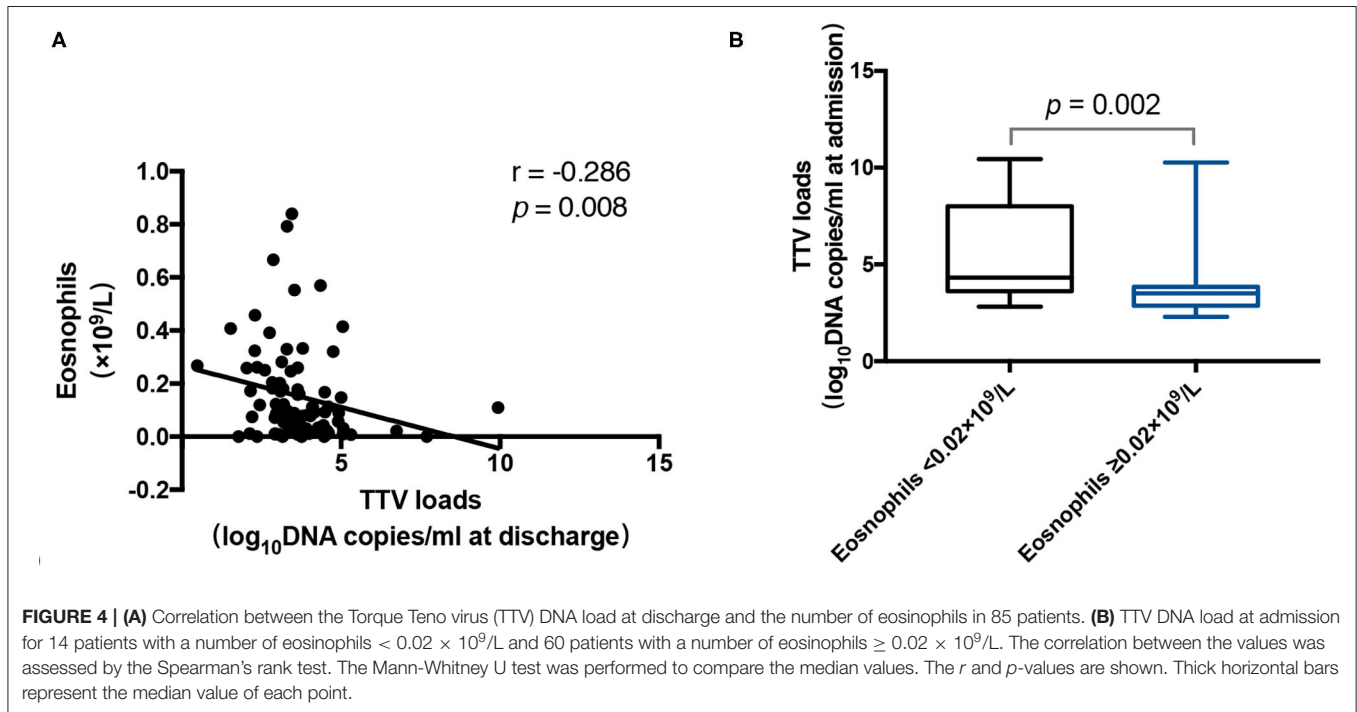 A
r = -0.286
p = 0.008
1.0
0.8
0.6
0.4
0.2
0.0
-0.2
Eosnophils
(×10⁹/L)
5
10
15
TTV loads
(log₁₀DNA copies/ml at discharge)
B
p = 0.002
15
10
5
0
TTV loads
(log₁₀DNA copies/ml at admission)
Eosnophils <0.02×10⁹/L
Eosnophils ≥0.02×10⁹/L
FIGURE 4 | (A) Correlation between the Torque Teno virus (TTV) DNA load at discharge and the number of eosinophils in 85 patients. (B) TTV DNA load at admission
for 14 patients with a number of eosinophils < 0.02 × 10⁹/L and 60 patients with a number of eosinophils ≥ 0.02 × 10⁹/L. The correlation between the values was
assessed by the Spearman's rank test. The Mann-Whitney U test was performed to compare the median values. The r and p-values are shown. Thick horizontal bars
represent the median value of each point.